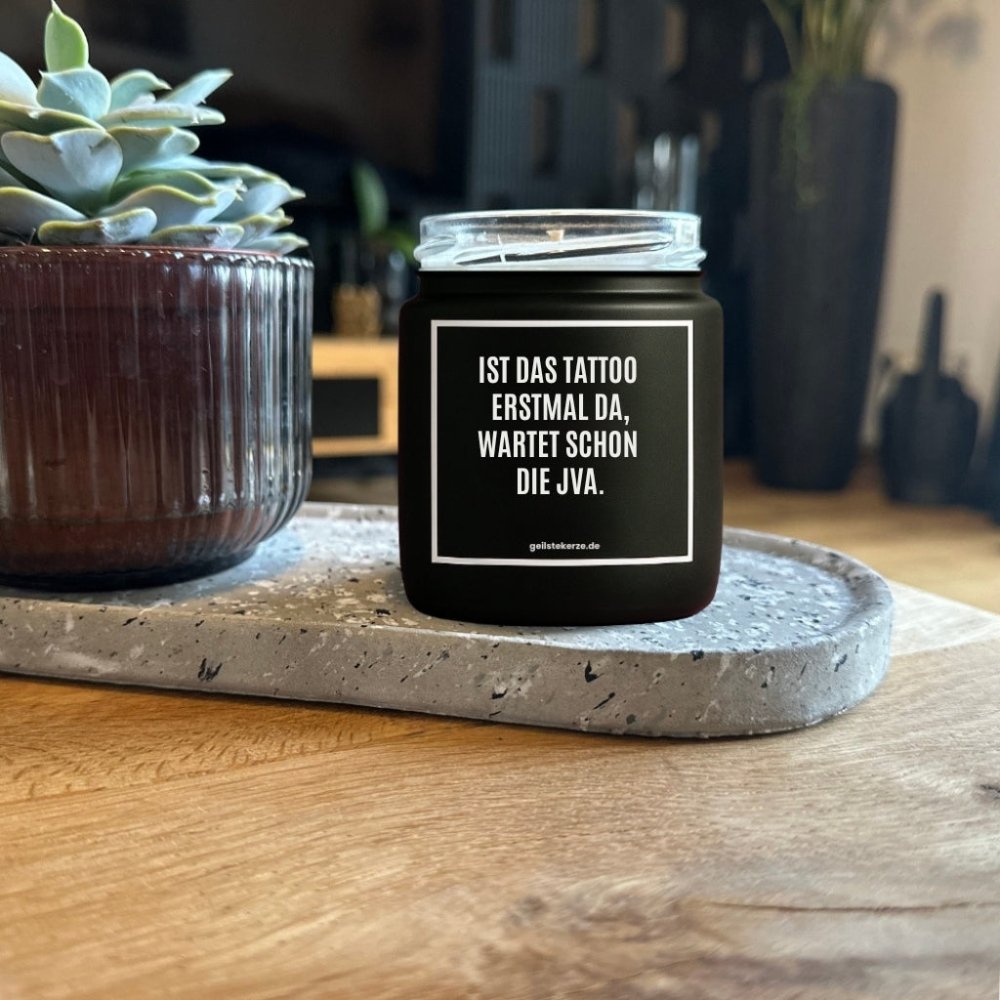 IST DAS TATTOO
ERSTMAL DA,
WARTET SCHON
DIE JVA.
geilstekerze.de